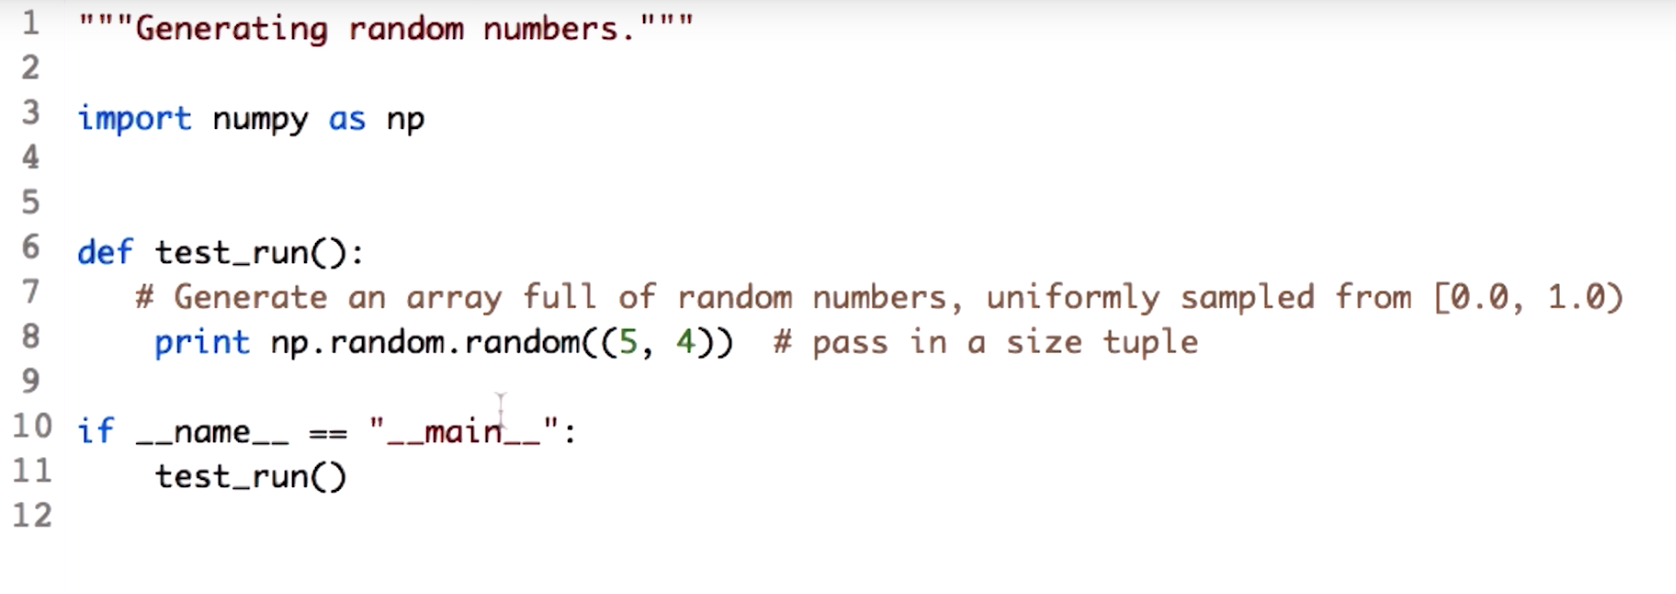 1 """Generating random numbers."""
2
3 import numpy as np
4
5
6 def test_run():
7    # Generate an array full of random numbers, uniformly sampled from [0.0, 1.0)
8     print np.random.random((5, 4))  # pass in a size tuple
9
10 if __name__ == "__main__":
11     test_run()
12